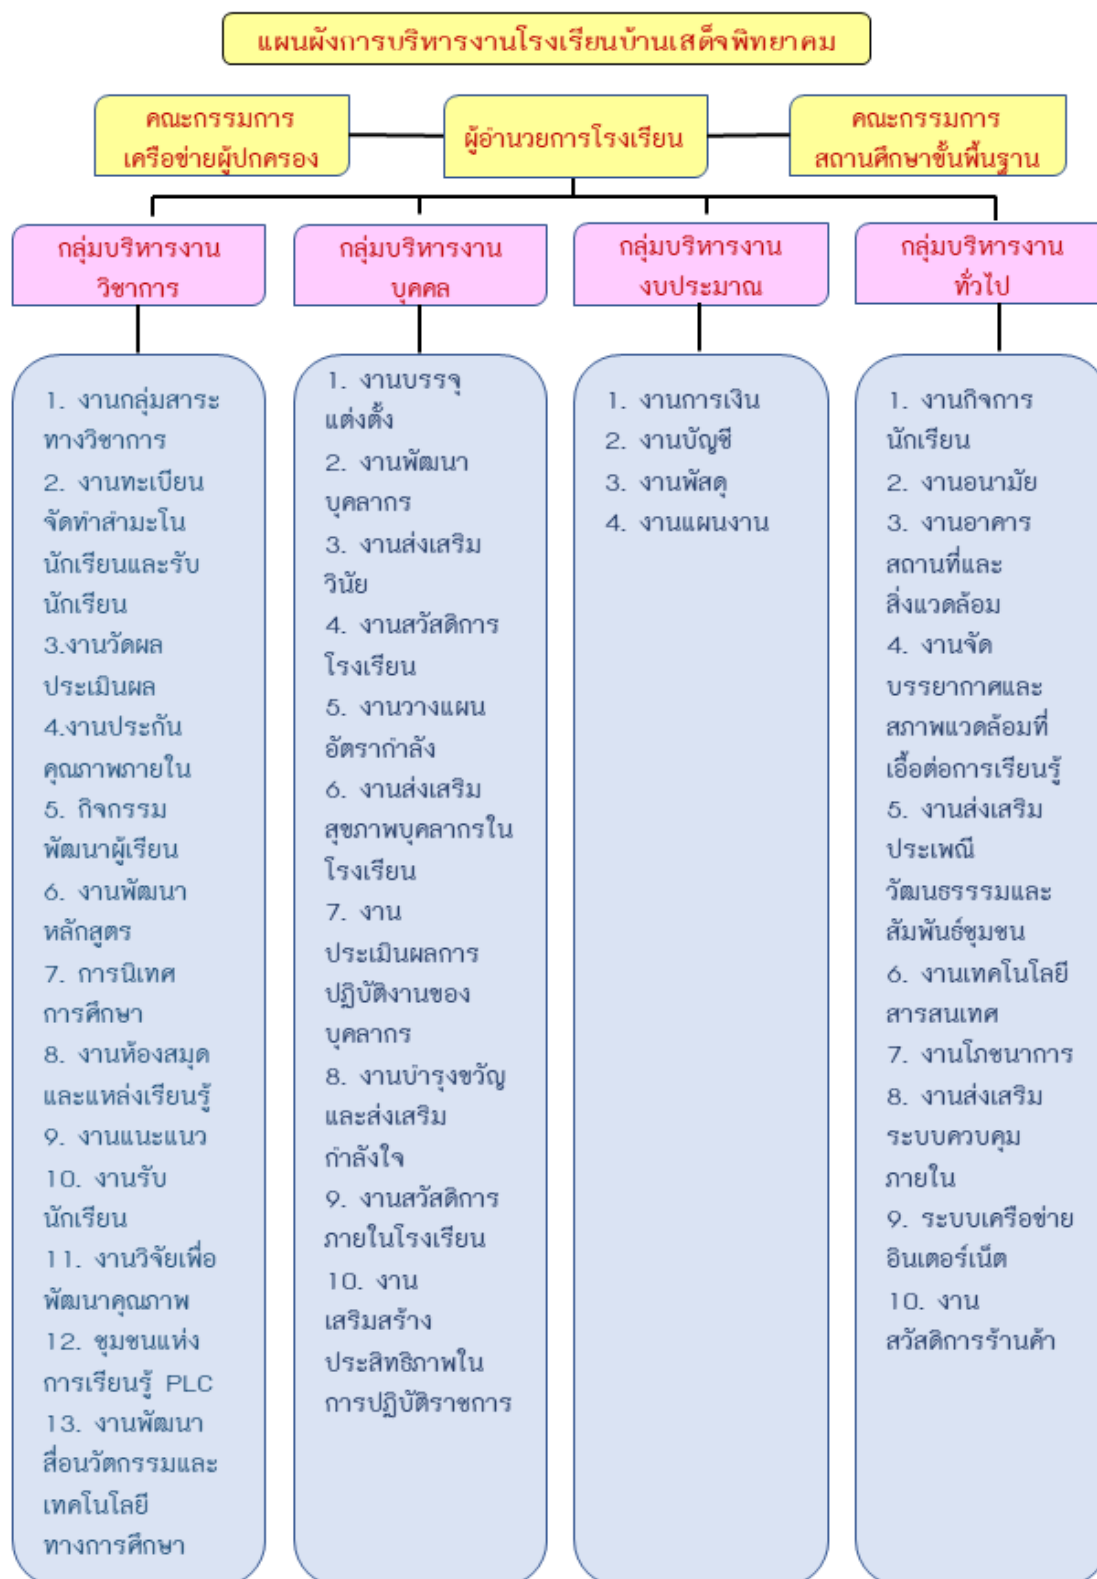 แผนผังการบริหารงานโรงเรียนบ้านเสด็จพิทยาคม
คณะกรรมการ
เครือข่ายผู้ปกครอง
ผู้อำนวยการโรงเรียน
คณะกรรมการ
สถานศึกษาขั้นพื้นฐาน
กลุ่มบริหารงาน
วิชาการ
กลุ่มบริหารงาน
บุคคล
กลุ่มบริหารงาน
งบประมาณ
กลุ่มบริหารงาน
ทั่วไป
1. งานกลุ่มสาระ
ทางวิชาการ
2. งานทะเบียน
จัดทำสำมะโน
นักเรียนและรับ
นักเรียน
3.งานวัดผล
ประเมินผล
4.งานประกัน
คุณภาพภายใน
5. กิจกรรม
พัฒนาผู้เรียน
6. งานพัฒนา
หลักสูตร
7. การนิเทศ
การศึกษา
8. งานห้องสมุด
และแหล่งเรียนรู้
9. งานแนะแนว
10. งานรับ
นักเรียน
11. งานวิจัยเพื่อ
พัฒนาคุณภาพ
12. ชุมชนแห่ง
การเรียนรู้ PLC
13. งานพัฒนา
สื่อนวัตกรรมและ
เทคโนโลยี
ทางการศึกษา
1. งานบรรจุ
แต่งตั้ง
2. งานพัฒนา
บุคลากร
3. งานส่งเสริม
วินัย
4. งานสวัสดิการ
โรงเรียน
5. งานวางแผน
อัตรากำลัง
6. งานส่งเสริม
สุขภาพบุคลากรใน
โรงเรียน
7. งาน
ประเมินผลการ
ปฏิบัติงานของ
บุคลากร
8. งานบำรุงขวัญ
และส่งเสริม
กำลังใจ
9. งานสวัสดิการ
ภายในโรงเรียน
10. งาน
เสริมสร้าง
ประสิทธิภาพใน
การปฏิบัติราชการ
1. งานการเงิน
2. งานบัญชี
3. งานพัสดุ
4. งานแผนงาน
1. งานกิจการ
นักเรียน
2. งานอนามัย
3. งานอาคาร
สถานที่และ
สิ่งแวดล้อม
4. งานจัด
บรรยากาศและ
สภาพแวดล้อมที่
เอื้อต่อการเรียนรู้
5. งานส่งเสริม
ประเพณี
วัฒนธรรรมและ
สัมพันธ์ชุมชน
6. งานเทคโนโลยี
สารสนเทศ
7. งานโภชนาการ
8. งานส่งเสริม
ระบบควบคุม
ภายใน
9. ระบบเครือข่าย
อินเตอร์เน็ต
10. งาน
สวัสดิการร้านค้า